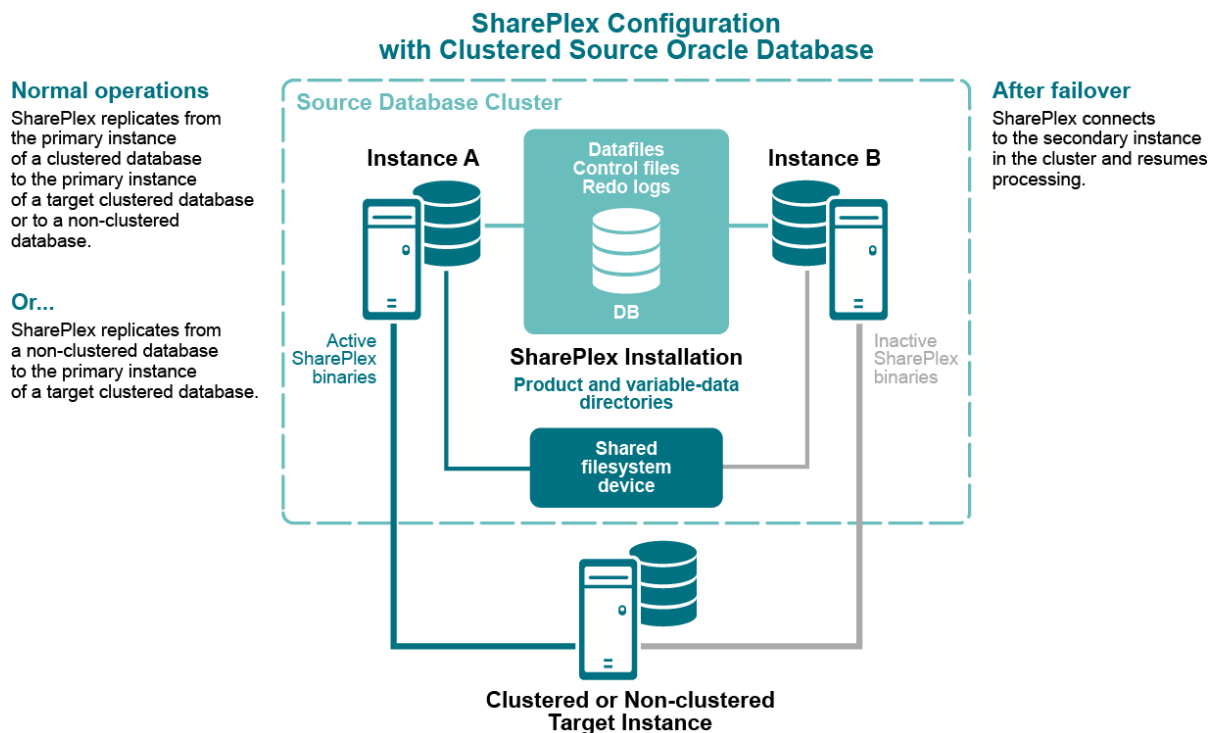 SharePlex Configuration
with Clustered Source Oracle Database
Normal operations
SharePlex replicates from
the primary instance
of a clustered database
to the primary instance
of a target clustered database
or to a non-clustered
database.
Or...
SharePlex replicates from
a non-clustered database
to the primary instance
of a target clustered database.
Source Database Cluster
Instance A
Datafiles
Control files
Redo logs
DB
Instance B
Active
SharePlex
binaries
SharePlex Installation
Product and variable-data
directories
Inactive
SharePlex
binaries
Shared
filesystem
device
After failover
SharePlex connects
to the secondary instance
in the cluster and resumes
processing.
Clustered or Non-clustered
Target Instance